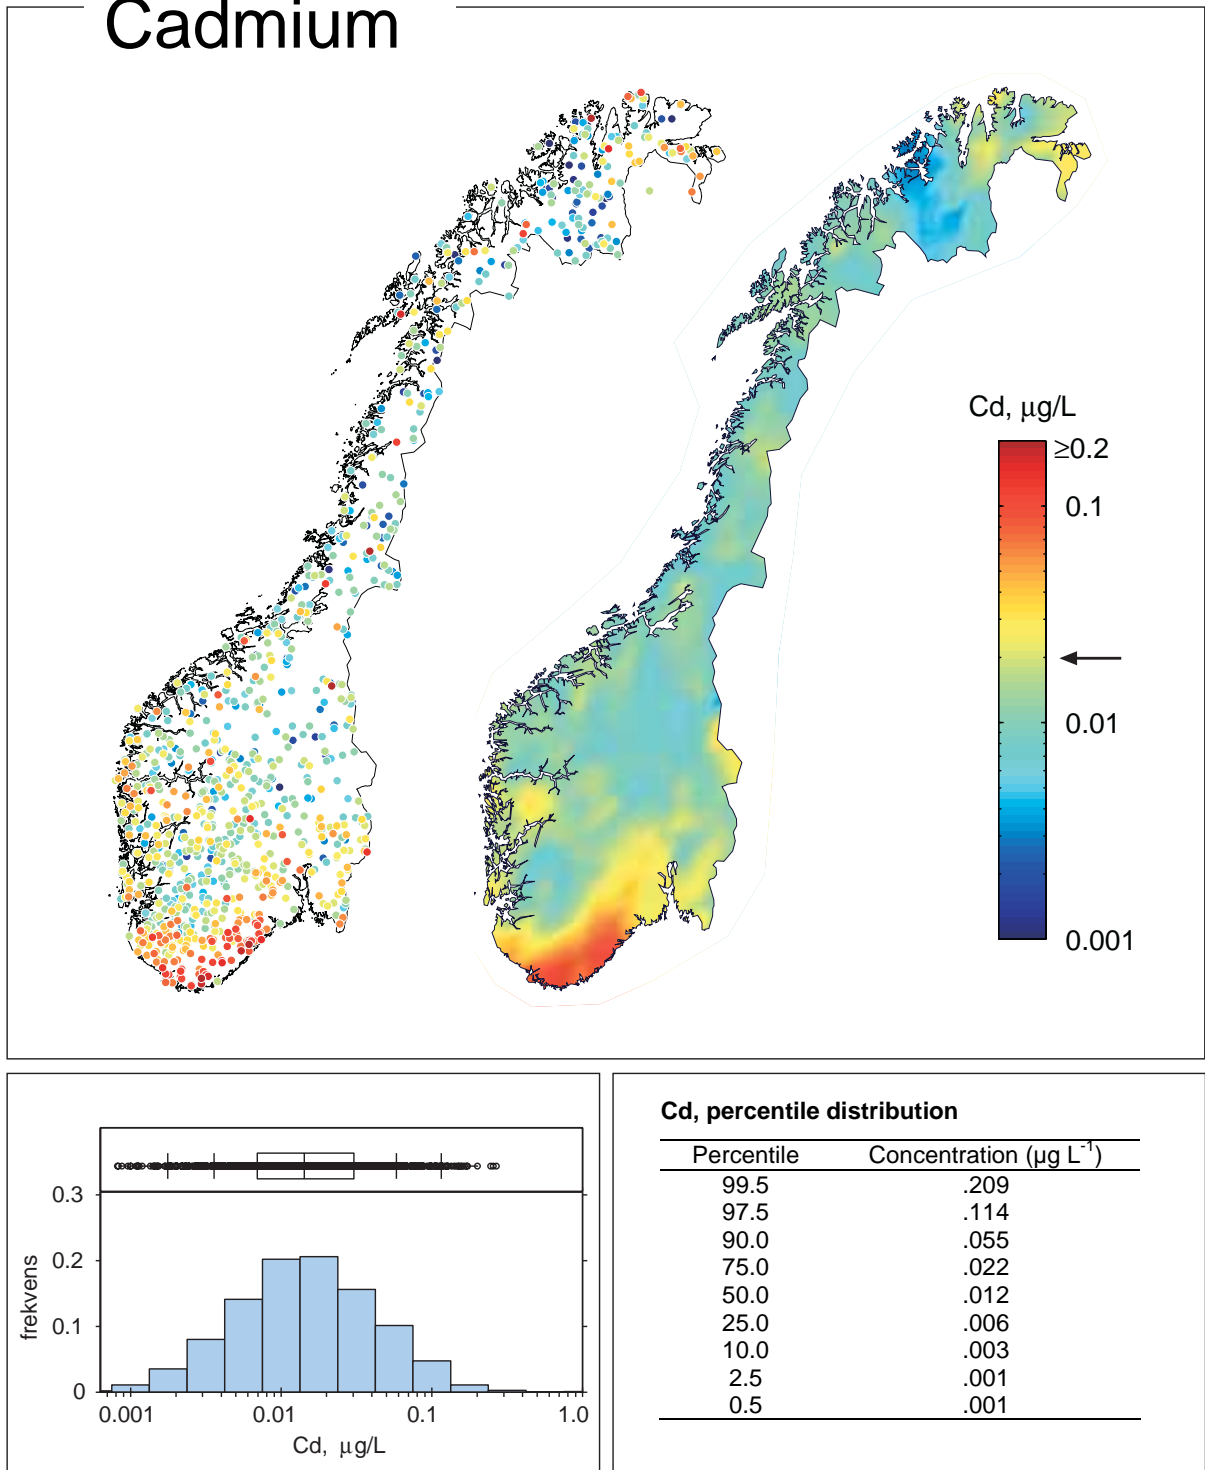 Cadmium
Cd, μg/L
≥0.2
0.1
0.01
0.001
0.3
0.2
0.1
0
frekvens
0.001 0.01 0.1 1.0
Cd, μg/L
Cd, percentile distribution
Percentile Concentration (µg L⁻¹)
99.5 .209
97.5 .114
90.0 .055
75.0 .022
50.0 .012
25.0 .006
10.0 .003
2.5 .001
0.5 .001